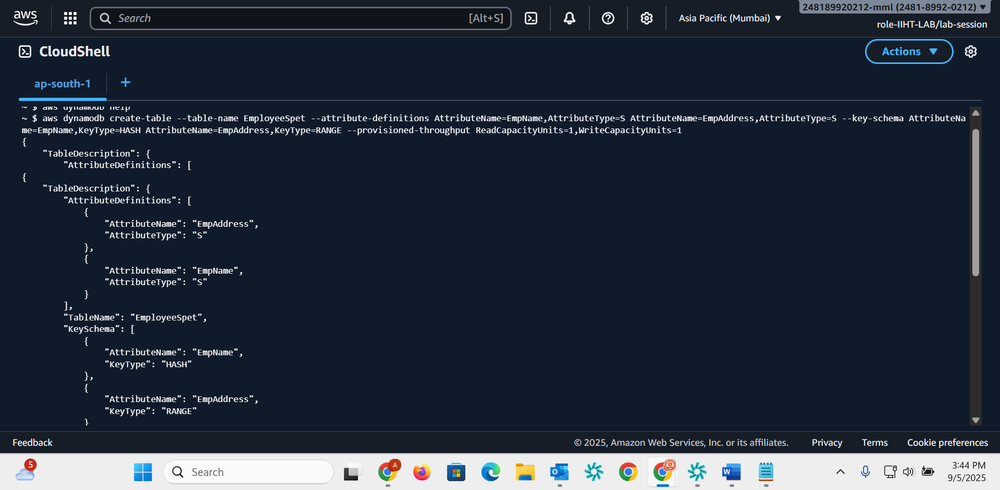 aws
Search
[Alt+S]
Asia Pacific (Mumbai) ▼
248189920212-mml (2481-8992-0212) ▼
role-IIHT-LAB/lab-session
CloudShell
Actions ▼
ap-south-1
+
~ $ aws dynamodb help
~ $ aws dynamodb create-table --table-name EmployeeSpet --attribute-definitions AttributeName=EmpName,AttributeType=S AttributeName=EmpAddress,AttributeType=S --key-schema AttributeNa
me=EmpName,KeyType=HASH AttributeName=EmpAddress,KeyType=RANGE --provisioned-throughput ReadCapacityUnits=1,WriteCapacityUnits=1
{
    "TableDescription": {
        "AttributeDefinitions": [
{
    "TableDescription": {
        "AttributeDefinitions": [
            {
                "AttributeName": "EmpAddress",
                "AttributeType": "S"
            },
            {
                "AttributeName": "EmpName",
                "AttributeType": "S"
            }
        ],
        "TableName": "EmployeeSpet",
        "KeySchema": [
            {
                "AttributeName": "EmpName",
                "KeyType": "HASH"
            },
            {
                "AttributeName": "EmpAddress",
                "KeyType": "RANGE"
            }
Feedback
© 2025, Amazon Web Services, Inc. or its affiliates.
Privacy
Terms
Cookie preferences
5
Search
A
3:44 PM
9/5/2025